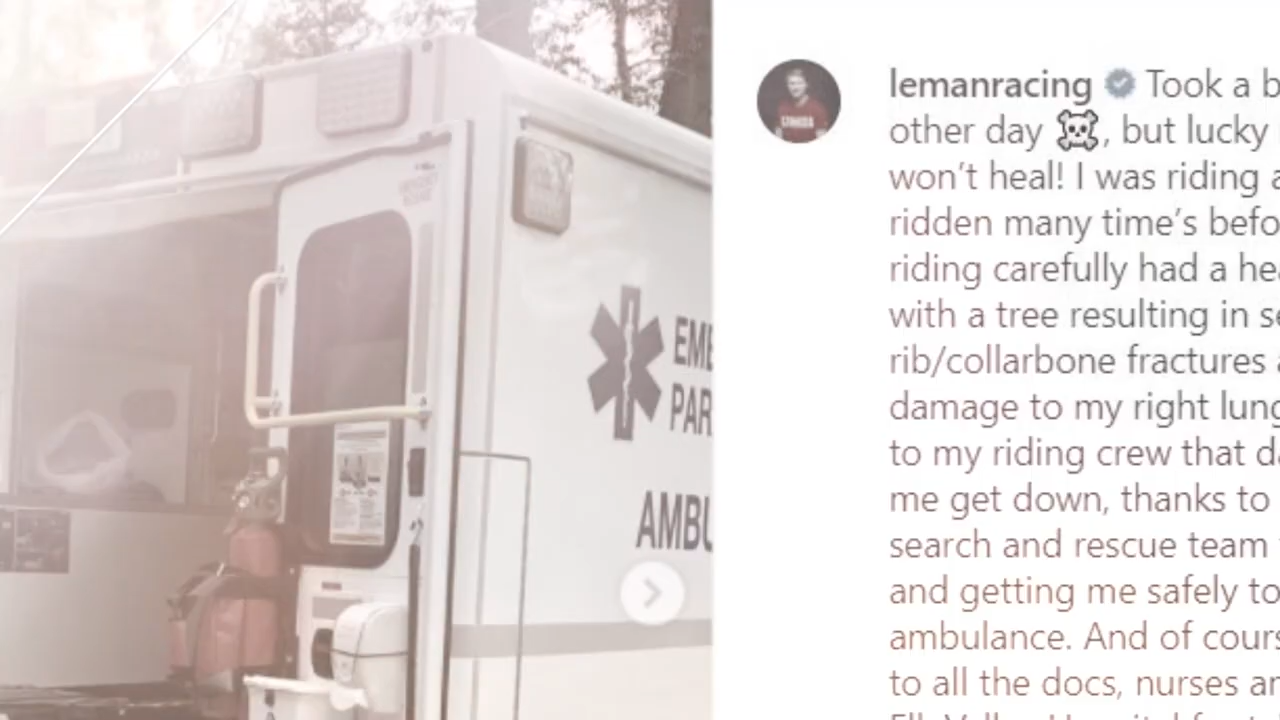 lemanracing Took a b
other day ☠️, but lucky
won’t heal! I was riding a
ridden many time’s befo
riding carefully had a hea
with a tree resulting in se
rib/collarbone fractures a
damage to my right lung
to my riding crew that da
me get down, thanks to
search and rescue team
and getting me safely to
ambulance. And of cours
to all the docs, nurses an
EME
PAR
AMBU